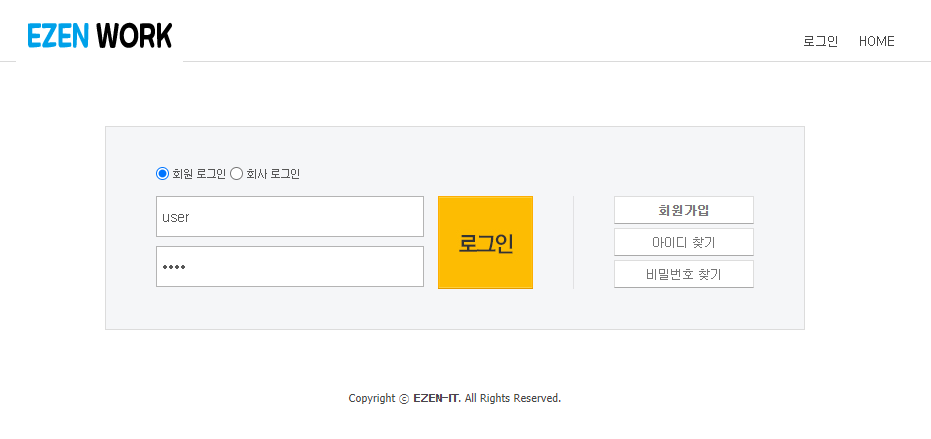 EZEN WORK
로그인 HOME
회원 로그인 회사 로그인
user
로그인
••••
회원가입
아이디 찾기
비밀번호 찾기
Copyright ⓒ EZEN-IT. All Rights Reserved.